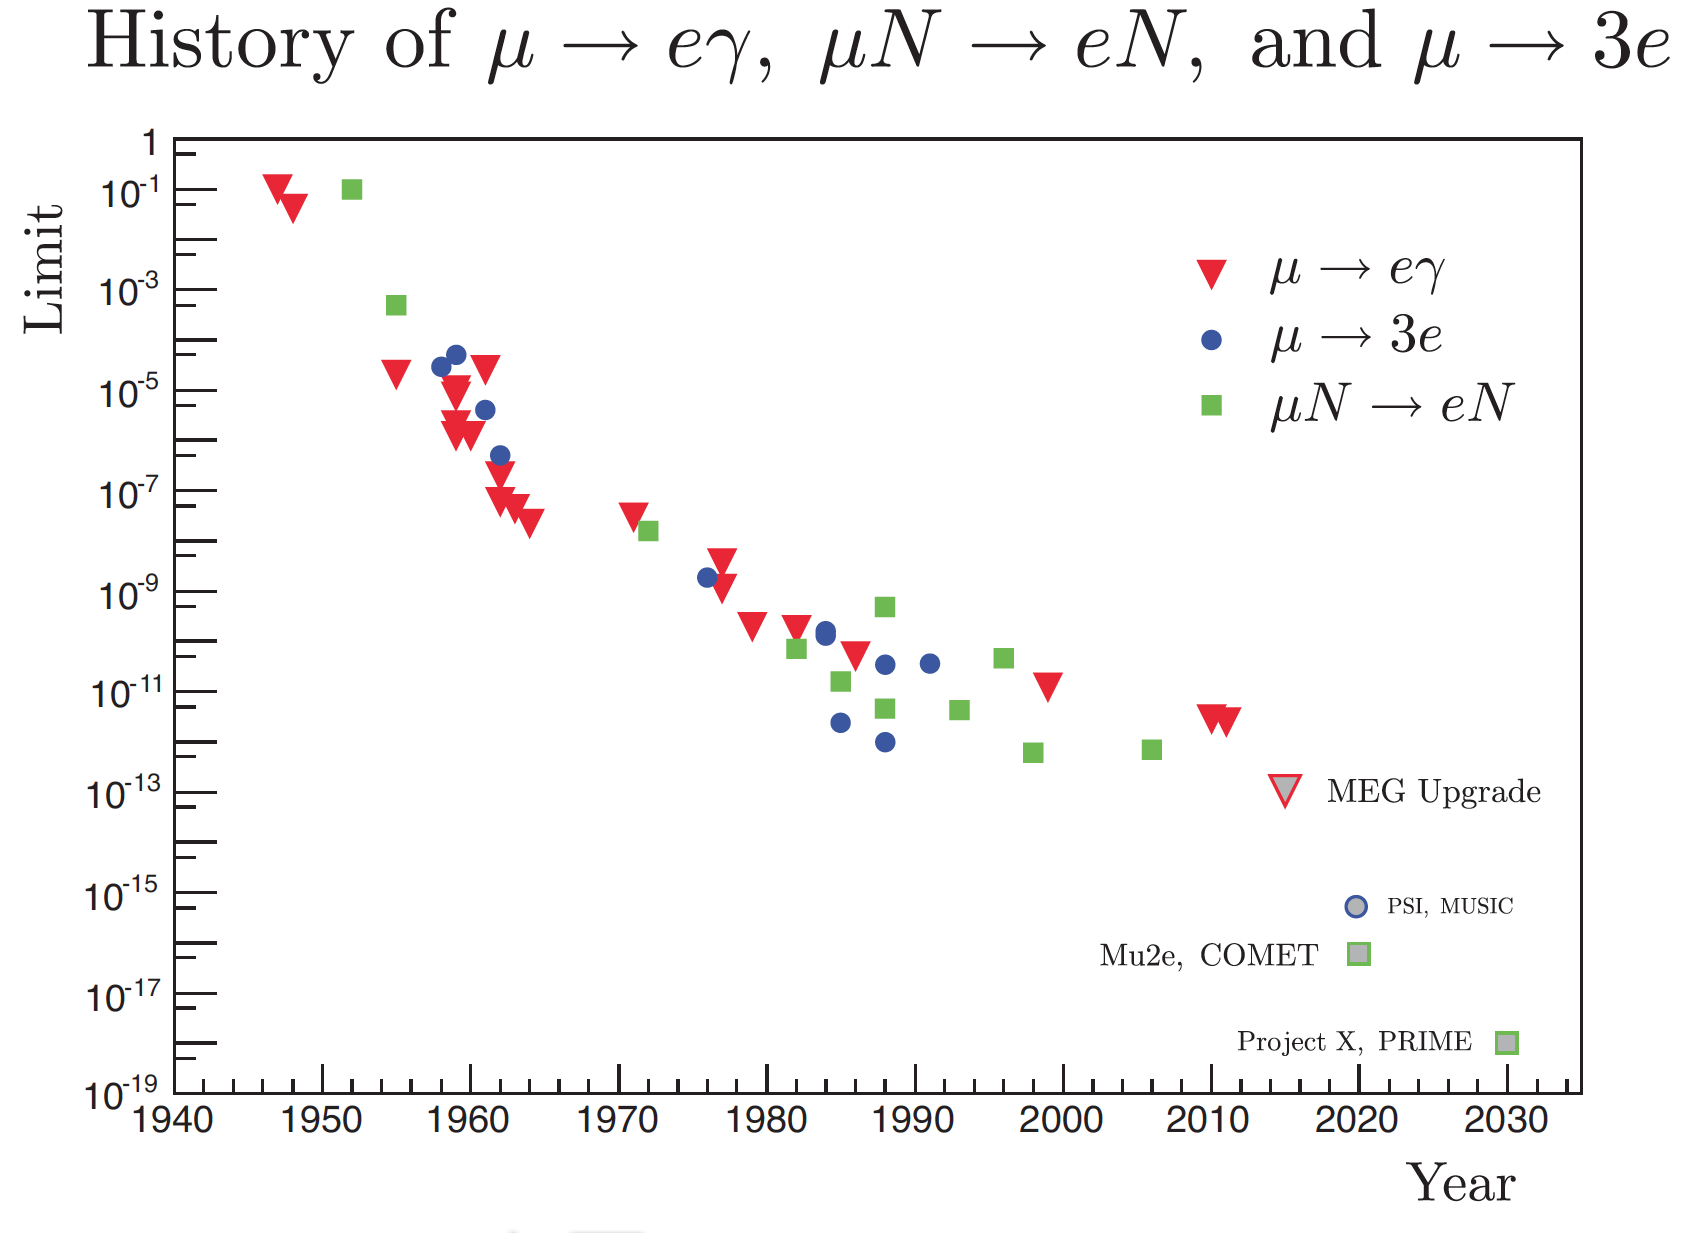 History of μ → eγ, μN → eN, and μ → 3e
Limit
1
10⁻¹
10⁻³
10⁻⁵
10⁻⁷
10⁻⁹
10⁻¹¹
10⁻¹³
10⁻¹⁵
10⁻¹⁷
10⁻¹⁹
μ → eγ
μ → 3e
μN → eN
MEG Upgrade
PSI, MUSIC
Mu2e, COMET
Project X, PRIME
1940 1950 1960 1970 1980 1990 2000 2010 2020 2030
Year